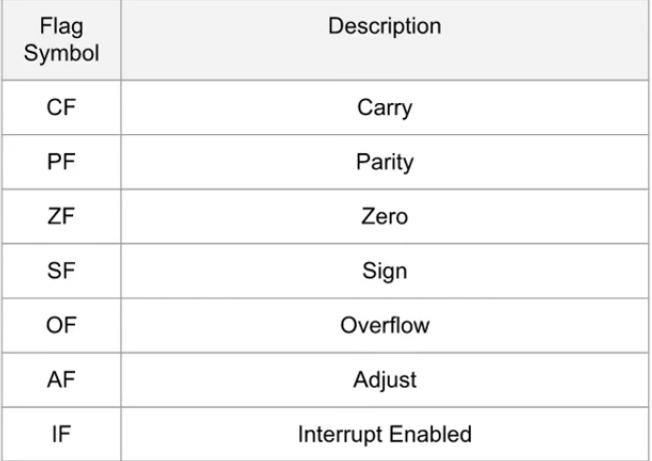 Flag Symbol Description
CF Carry
PF Parity
ZF Zero
SF Sign
OF Overflow
AF Adjust
IF Interrupt Enabled